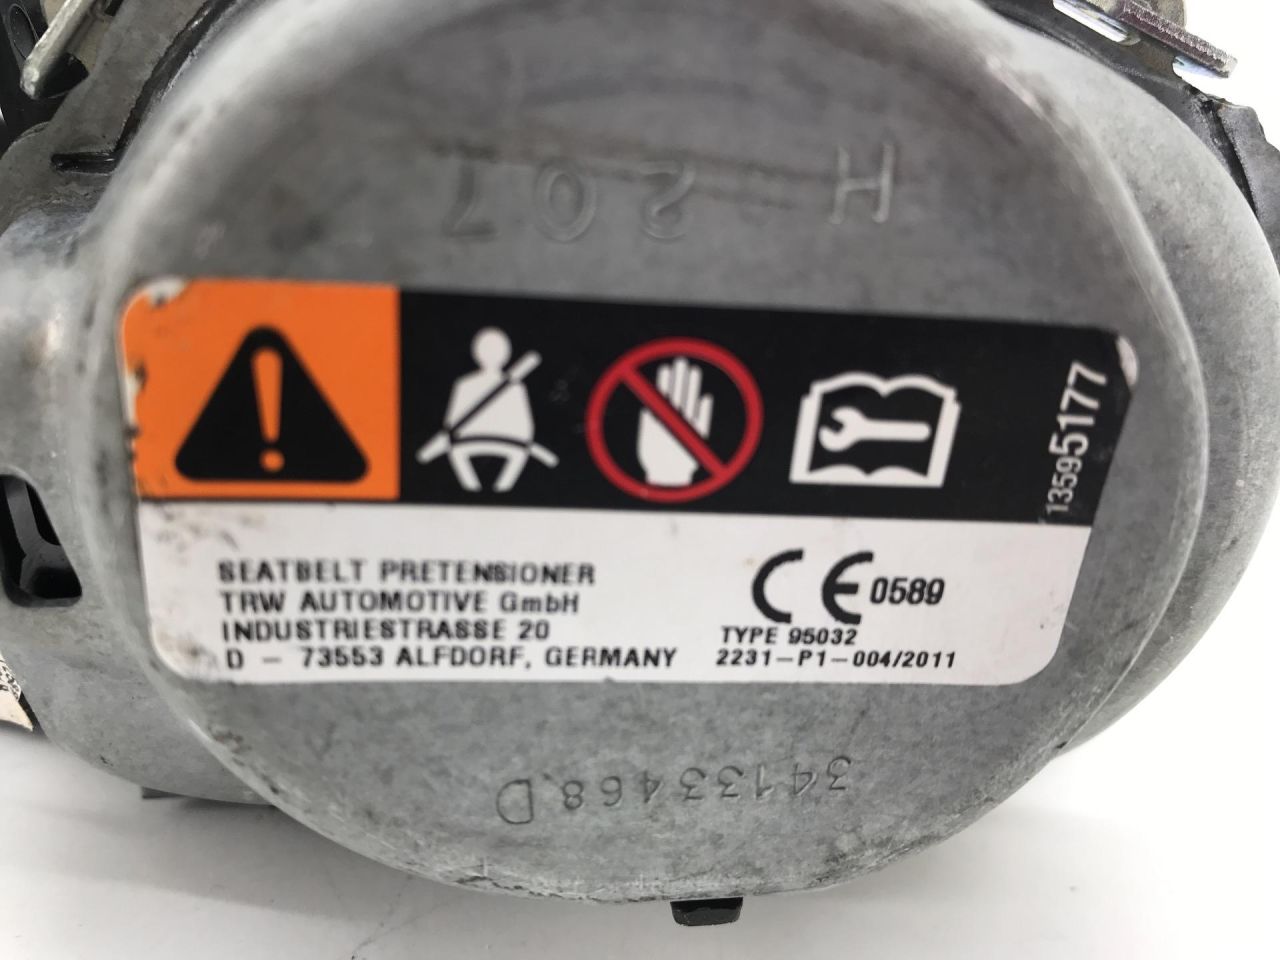 H 207
13595177
SEATBELT PRETENSIONER
TRW AUTOMOTIVE GmbH
INDUSTRIESTRASSE 20
D - 73553 ALFDORF, GERMANY
CE 0589
TYPE 95032
2231-P1-004/2011
34133468D